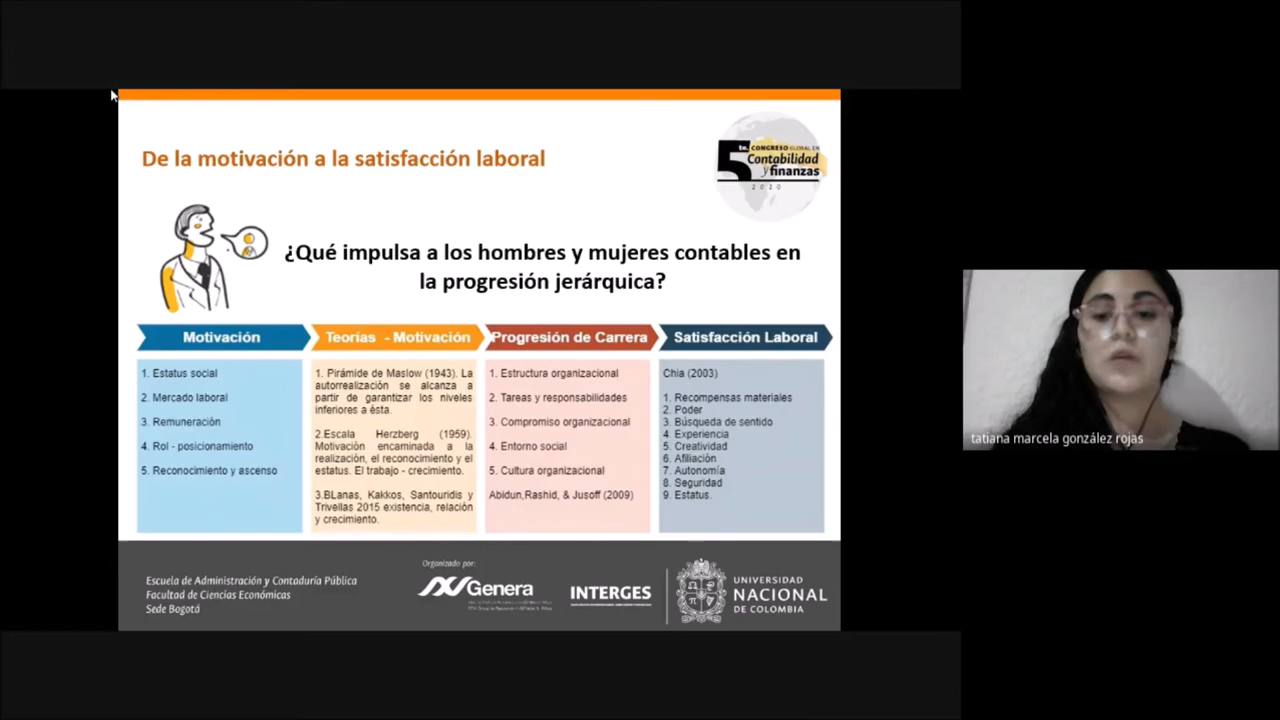 De la motivación a la satisfacción laboral
5to. CONGRESO GLOBAL EN
Contabilidad
y finanzas
2020
¿Qué impulsa a los hombres y mujeres contables en
la progresión jerárquica?
Motivación
1. Estatus social
2. Mercado laboral
3. Remuneración
4. Rol - posicionamiento
5. Reconocimiento y ascenso
Teorías - Motivación
1. Pirámide de Maslow (1943). La
autorrealización se alcanza a
partir de garantizar los niveles
inferiores a ésta.
2.Escala Herzberg (1959).
Motivación encaminada a la
realización, el reconocimiento y el
estatus. El trabajo - crecimiento.
3.BLanas, Kakkos, Santouridis y
Trivellas 2015 existencia, relación
y crecimiento.
Progresión de Carrera
1. Estructura organizacional
2. Tareas y responsabilidades
3. Compromiso organizacional
4. Entorno social
5. Cultura organizacional
Abidun,Rashid, & Jusoff (2009)
Satisfacción Laboral
Chia (2003)
1. Recompensas materiales
2. Poder
3. Búsqueda de sentido
4. Experiencia
5. Creatividad
6. Afiliación
7. Autonomía
8. Seguridad
9. Estatus.
tatiana marcela gonzález rojas
Escuela de Administración y Contaduría Pública
Facultad de Ciencias Económicas
Sede Bogotá
Organizado por:
Genera
INTERGES
UNIVERSIDAD
NACIONAL
DE COLOMBIA